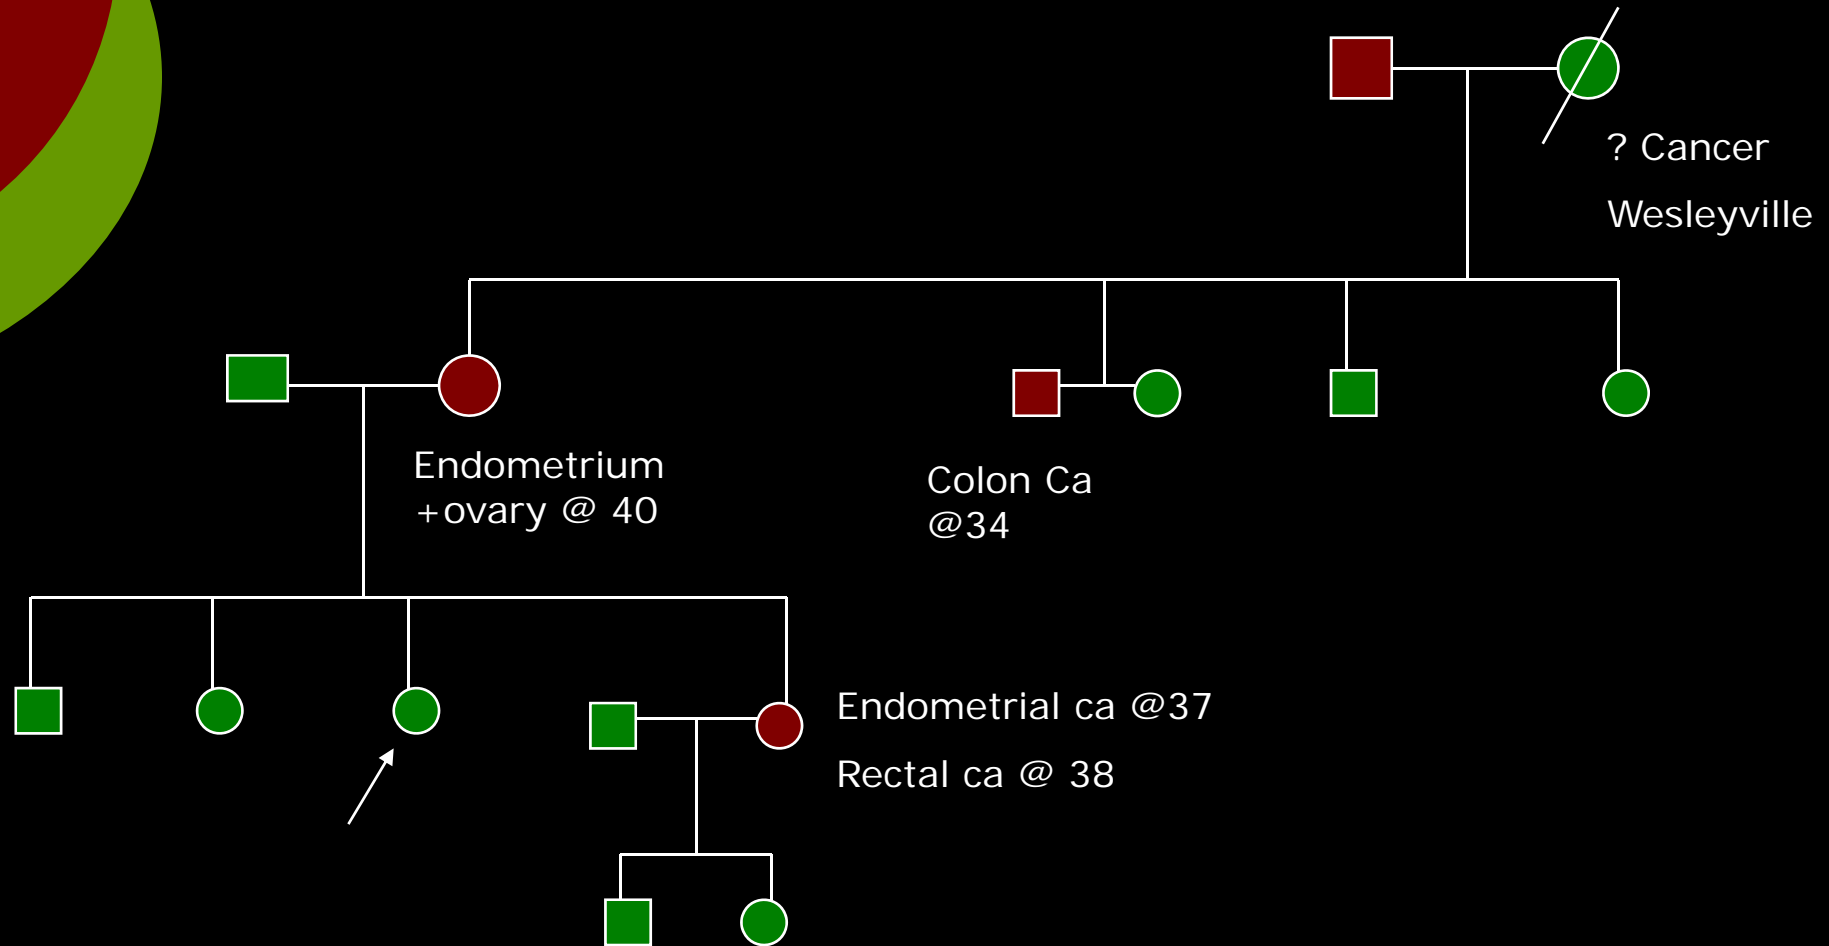 ? Cancer
Wesleyville
Endometrium
+ovary @ 40
Colon Ca
@34
Endometrial ca @37
Rectal ca @ 38